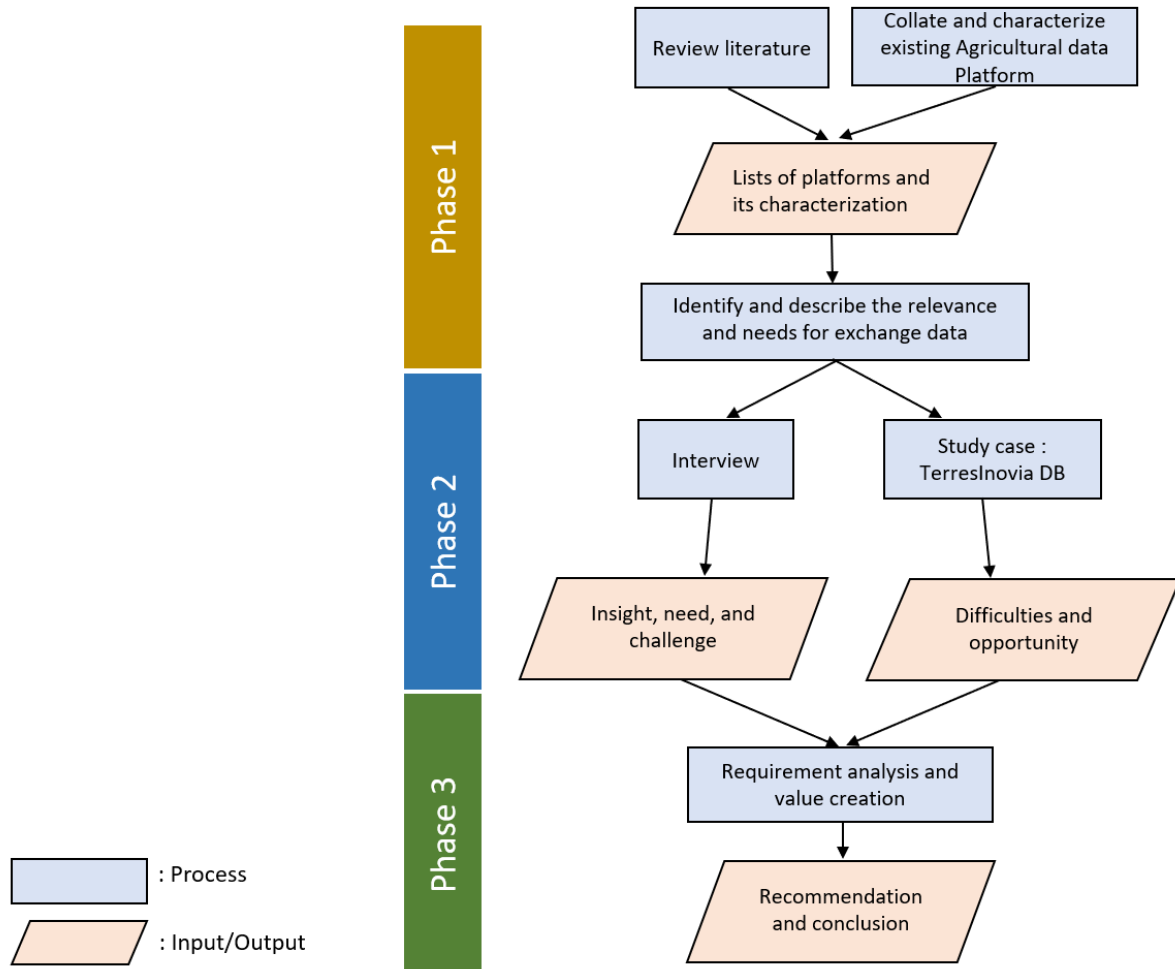 Phase 1
Review literature
Collate and characterize
existing Agricultural data
Platform
Lists of platforms and
its characterization
Identify and describe the relevance
and needs for exchange data
Phase 2
Interview
Study case :
TerresInovia DB
Insight, need, and
challenge
Difficulties and
opportunity
Phase 3
Requirement analysis and
value creation
Recommendation
and conclusion
: Process
: Input/Output